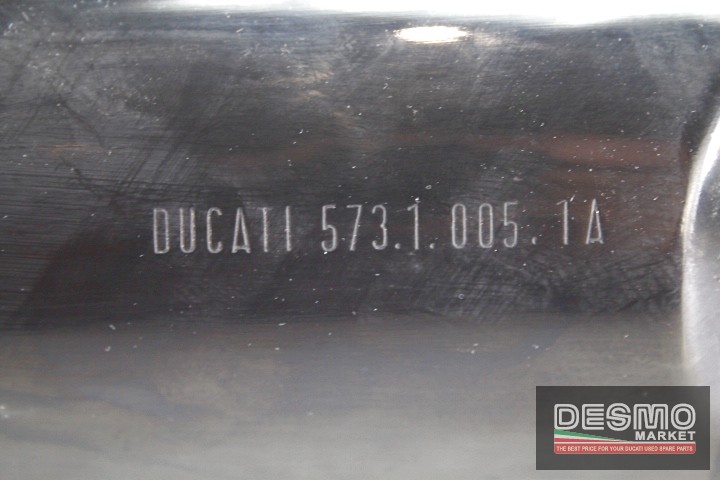 DUCATI 573.1.005.1A
DESMO
MARKET
THE BEST PRICE FOR YOUR DUCATI USED SPARE PARTS